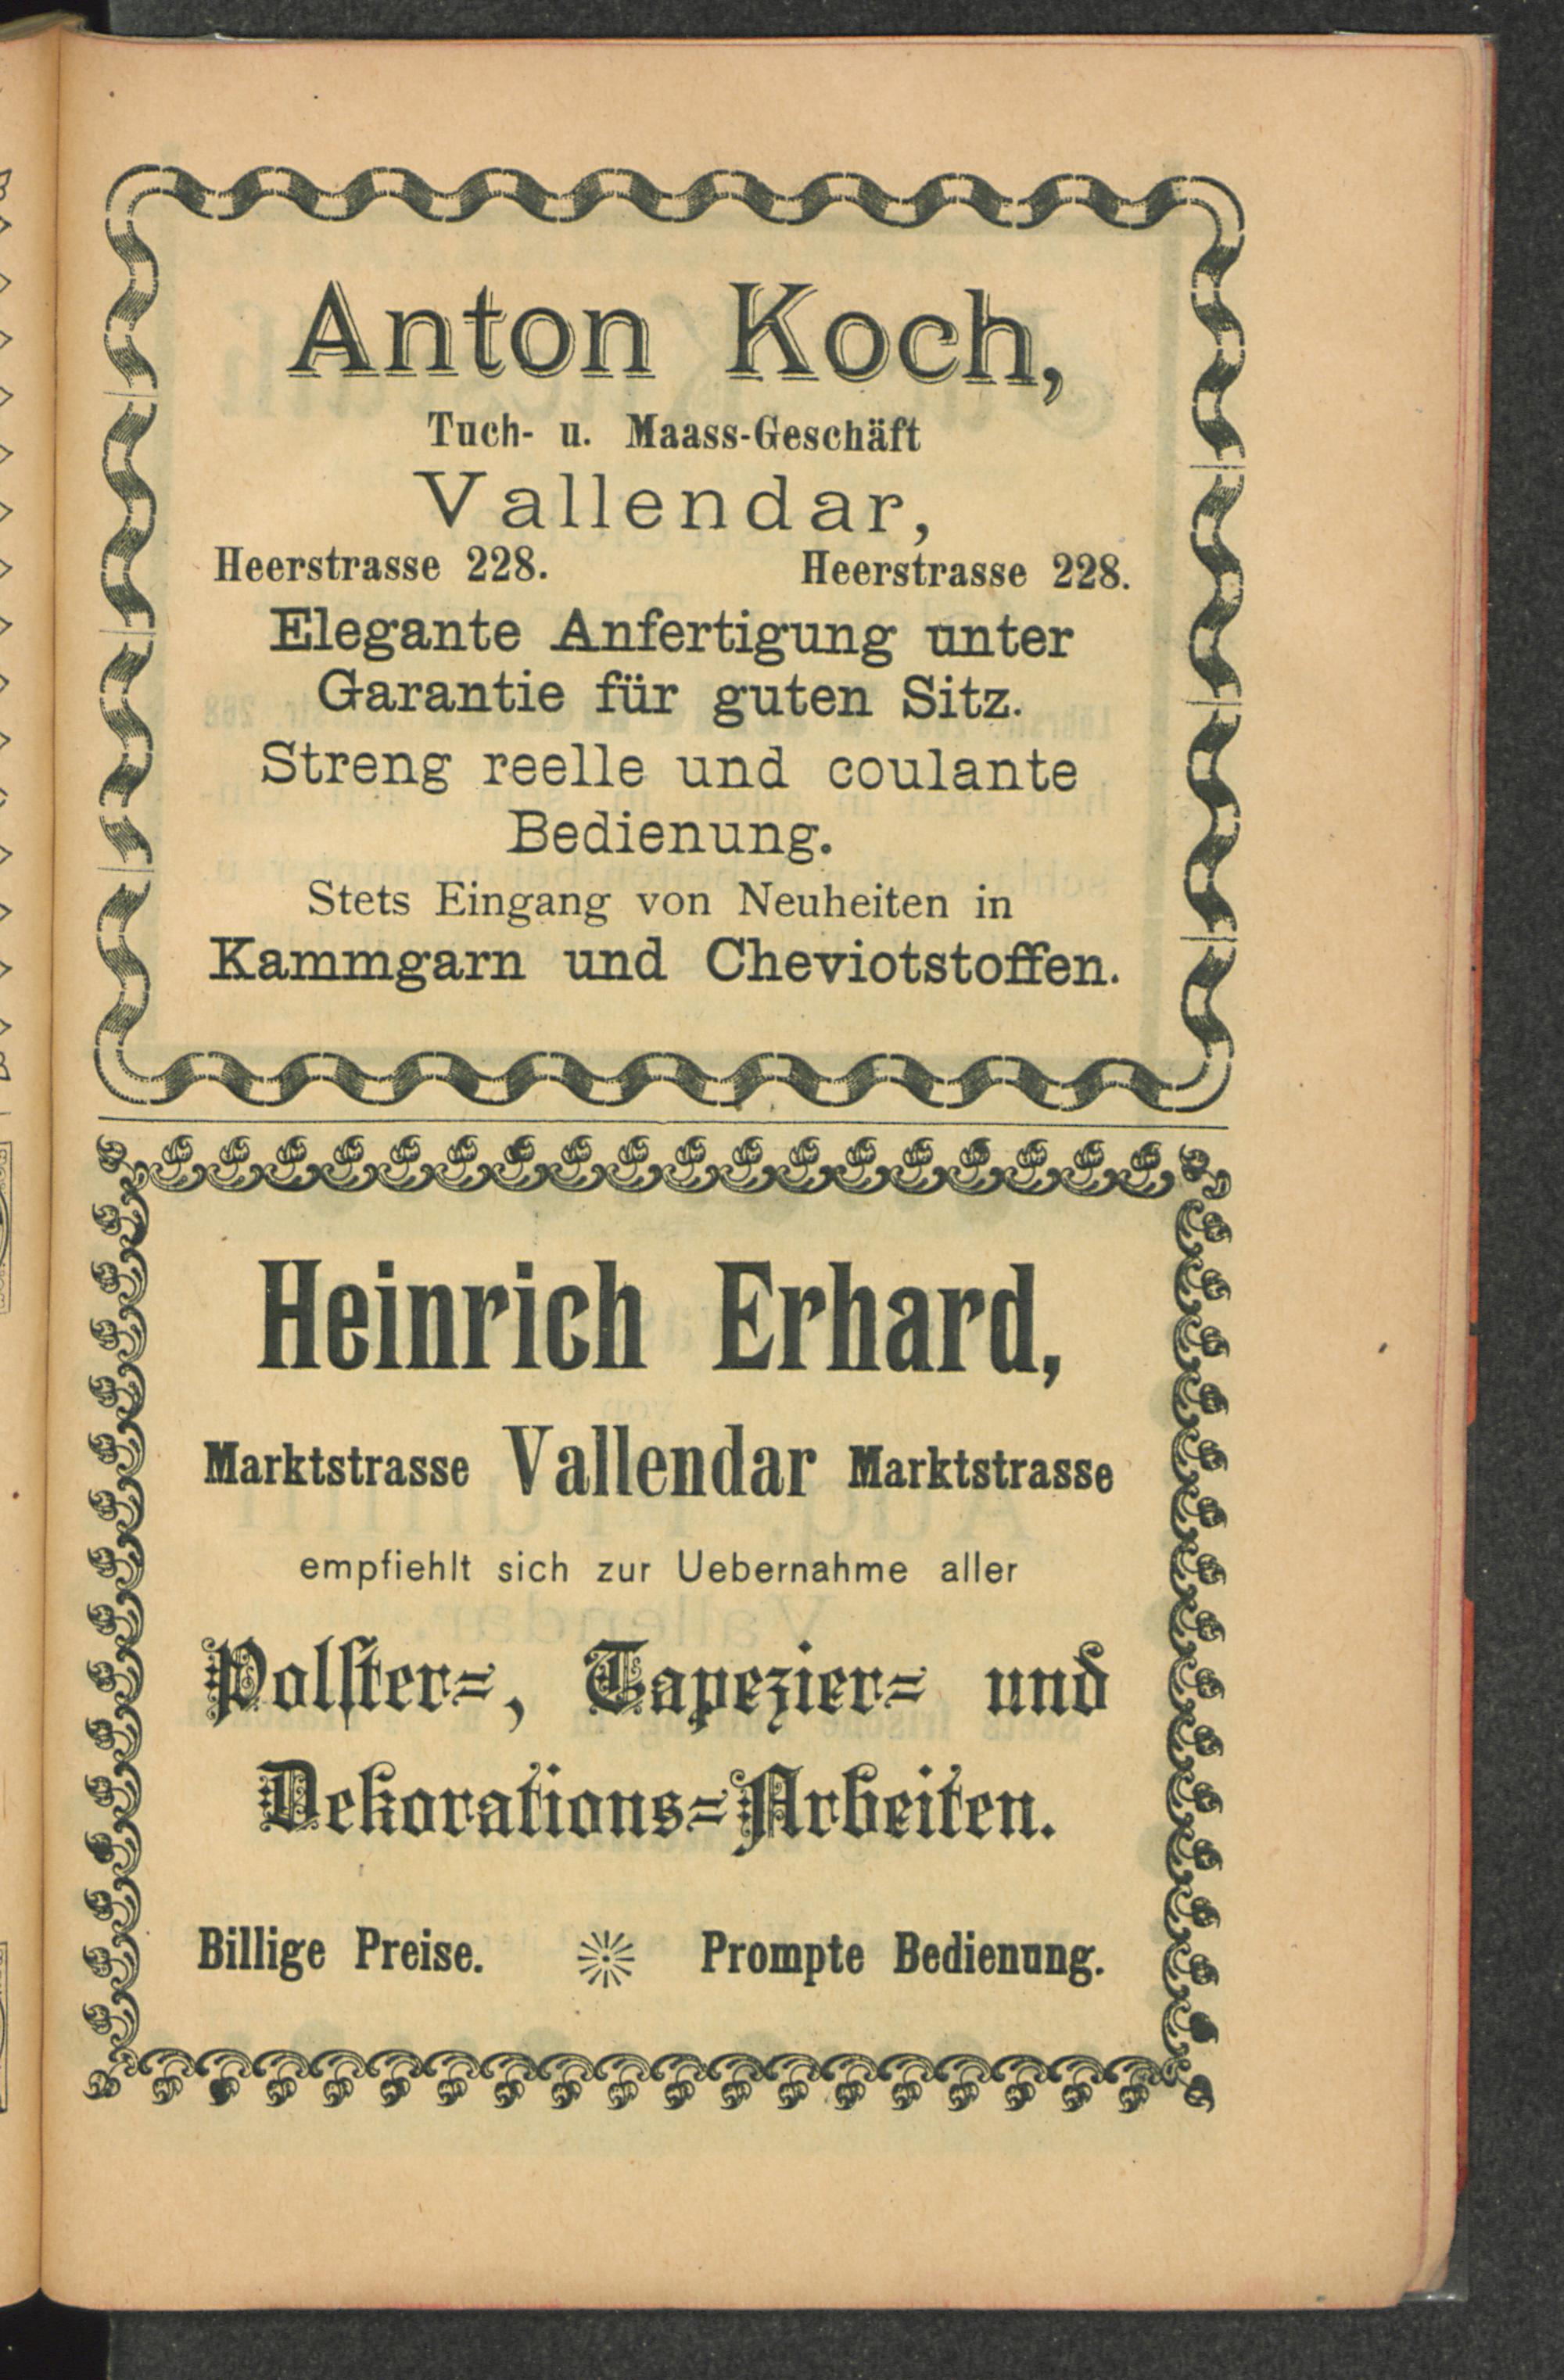 Anton Koch,
Tuch- u. Maass-Geschäft
Vallendar,
Heerstrasse 228. Heerstrasse 228.
Elegante Anfertigung unter
Garantie für guten Sitz.
Streng reelle und coulante
Bedienung.
Stets Eingang von Neuheiten in
Kammgarn und Cheviotstoffen.
Heinrich Erhard,
Marktstrasse Vallendar Marktstrasse
empfiehlt sich zur Uebernahme aller
Polster=, Tapezier= und
Dekorations=Arbeiten.
Billige Preise. Prompte Bedienung.